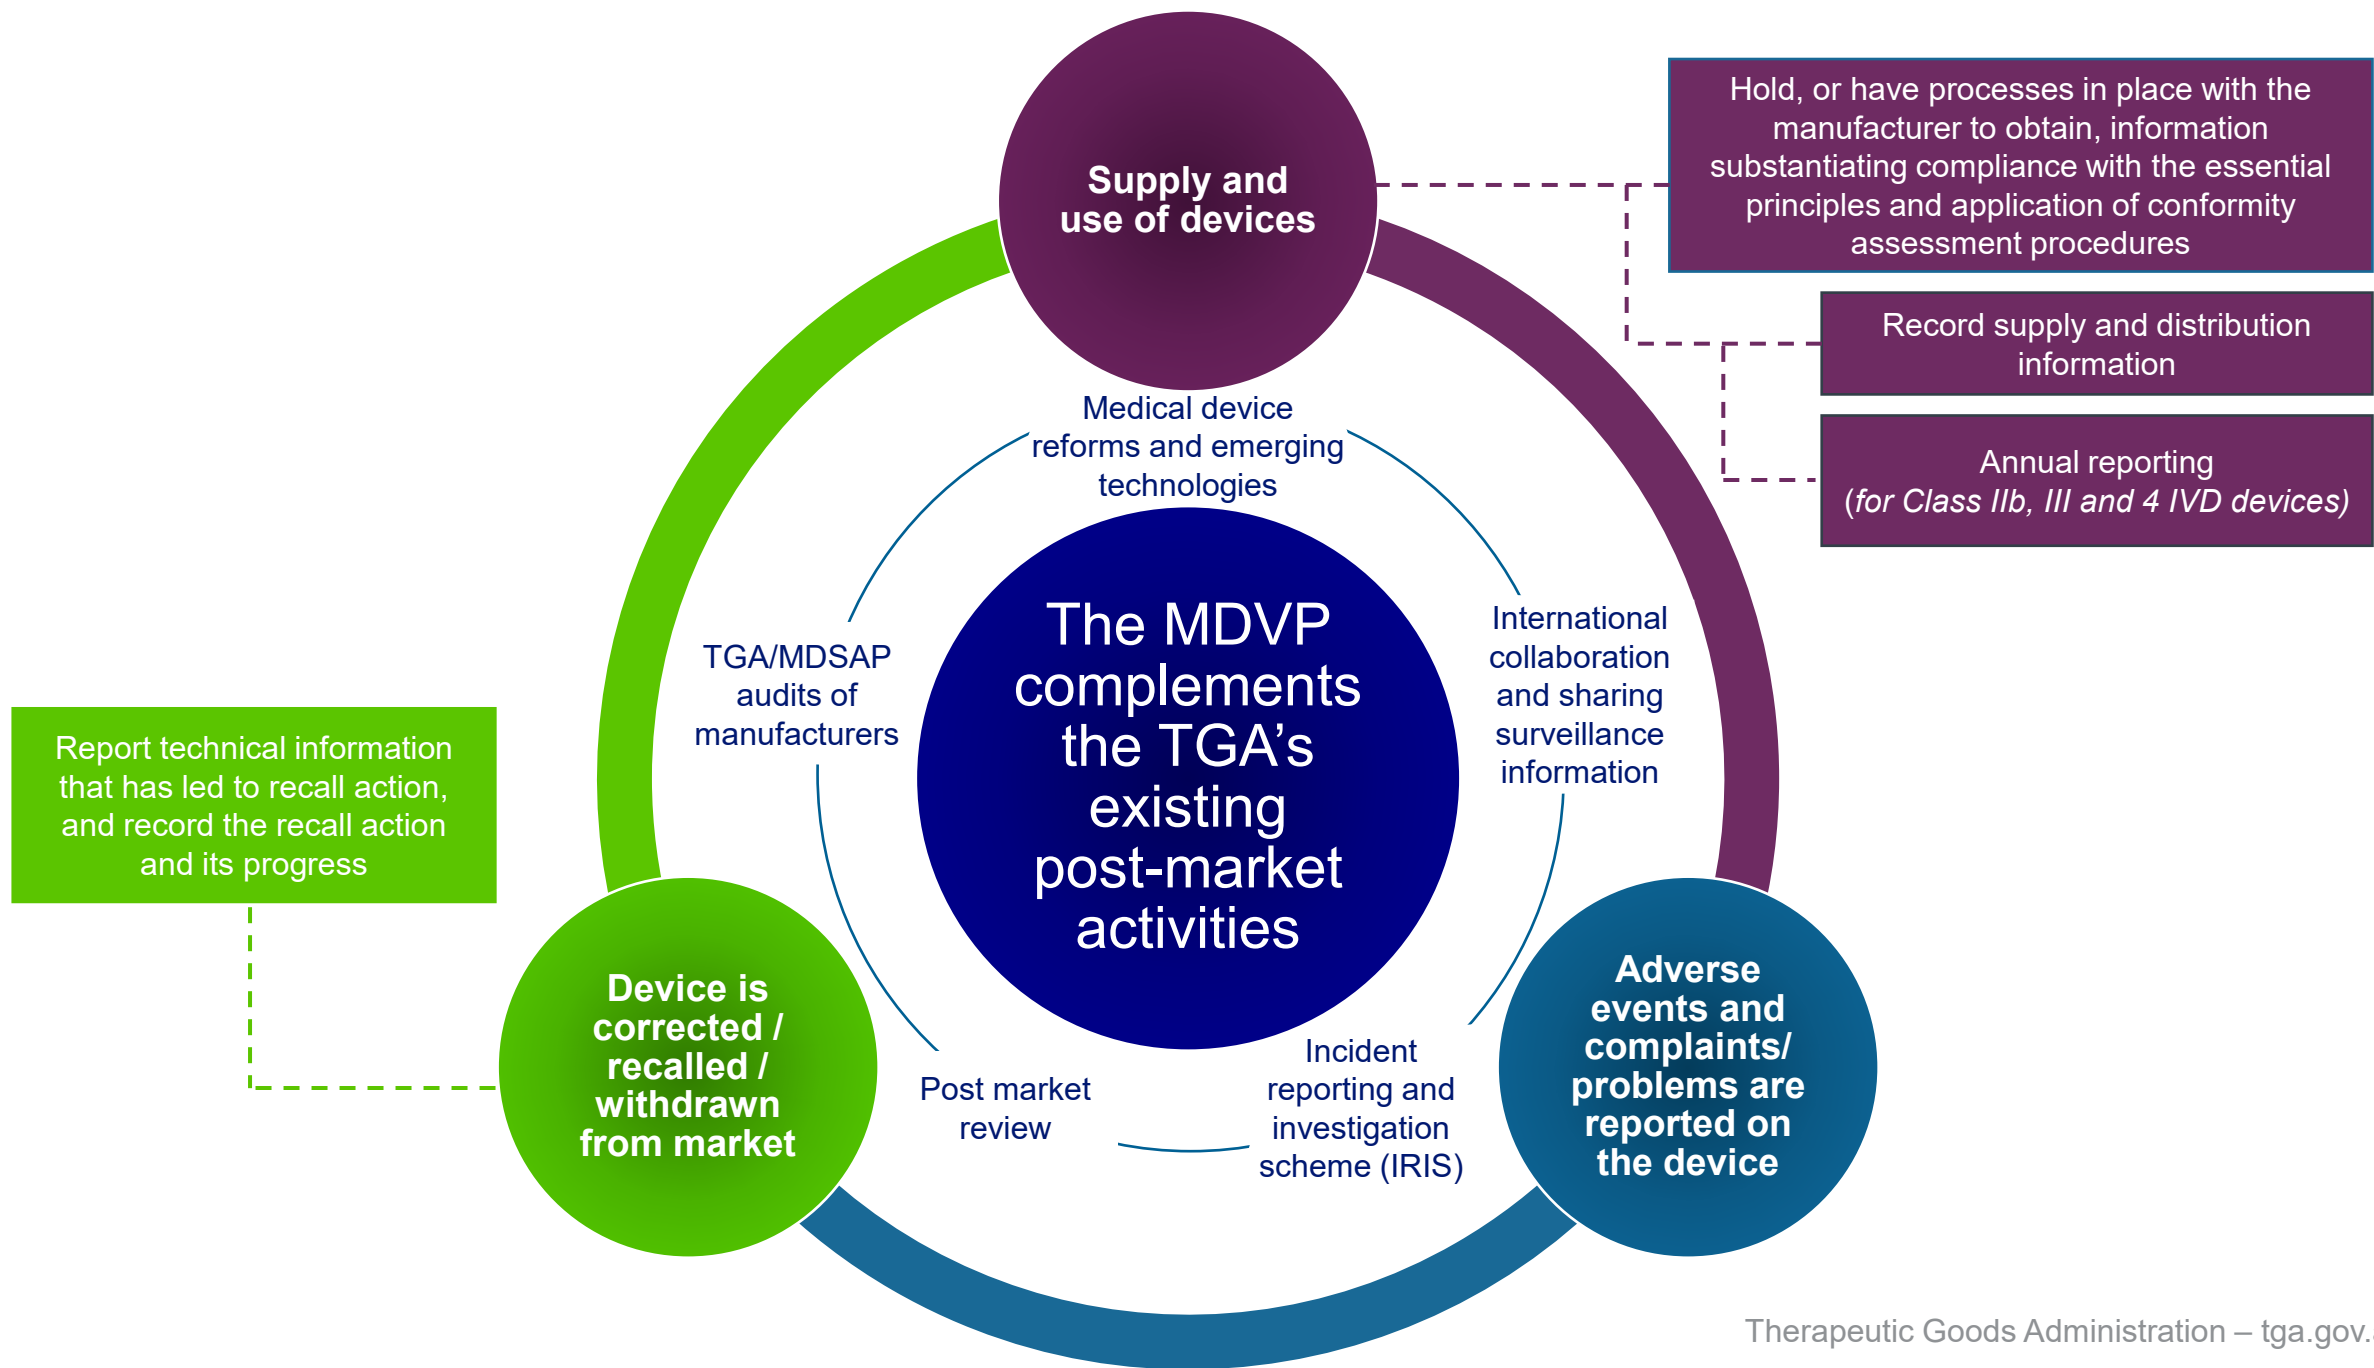 Supply and
use of devices
Hold, or have processes in place with the
manufacturer to obtain, information
substantiating compliance with the essential
principles and application of conformity
assessment procedures
Record supply and distribution
information
Annual reporting
(for Class IIb, III and 4 IVD devices)
Medical device
reforms and emerging
technologies
International
collaboration
and sharing
surveillance
information
TGA/MDSAP
audits of
manufacturers
The MDVP
complements
the TGA’s
existing
post-market
activities
Report technical information
that has led to recall action,
and record the recall action
and its progress
Device is
corrected /
recalled /
withdrawn
from market
Post market
review
Incident
reporting and
investigation
scheme (IRIS)
Adverse
events and
complaints/
problems are
reported on
the device
Therapeutic Goods Administration – tga.gov.